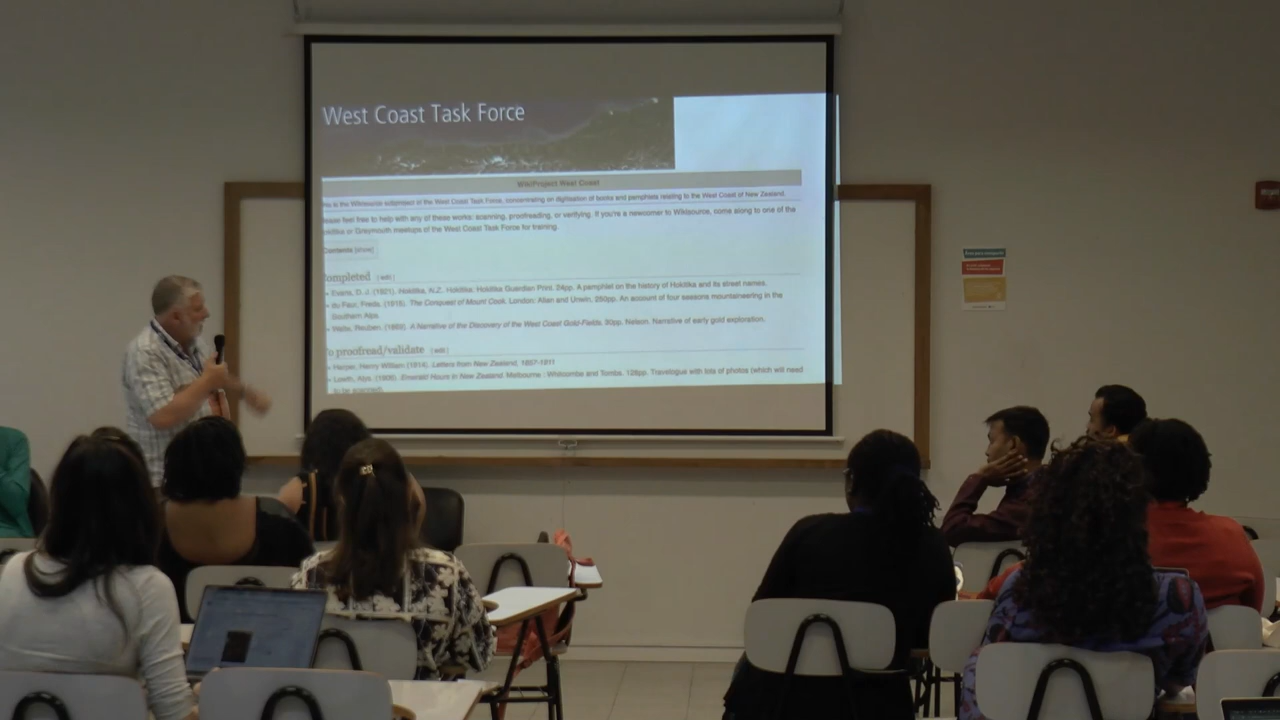 West Coast Task Force
WikiProject West Coast
is the Wikisource subproject of the West Coast Task Force, concentrating on digitisation of books and pamphlets relating to the West Coast of New Zealand.
feel free to help with any of these works: scanning, proofreading, or verifying. If you're a newcomer to Wikisource, come along to one of the
or Greymouth meetups of the West Coast Task Force for training.
Contents [show]
ompleted [edit]
Evans, D. J. (1921). Hokitika, N.Z. Hokitika: Hokitika Guardian Print. 24pp. A pamphlet on the history of Hokitika and its street names.
du Faur, Freda. (1915). The Conquest of Mount Cook. London: Allen and Unwin, 250pp. An account of four seasons mountaineering in the
Southern Alps.
Waite, Reuben. (1869). A Narrative of the Discovery of the West Coast Gold-Fields. 30pp. Nelson. Narrative of early gold exploration.
o proofread/validate [edit]
Harper, Henry William (1914). Letters from New Zealand, 1857-1911
Lowth, Alys. (1906). Emerald Hours in New Zealand. Melbourne : Whitcombe and Tombs. 128pp. Travelogue with lots of photos (which will need
to be scanned).